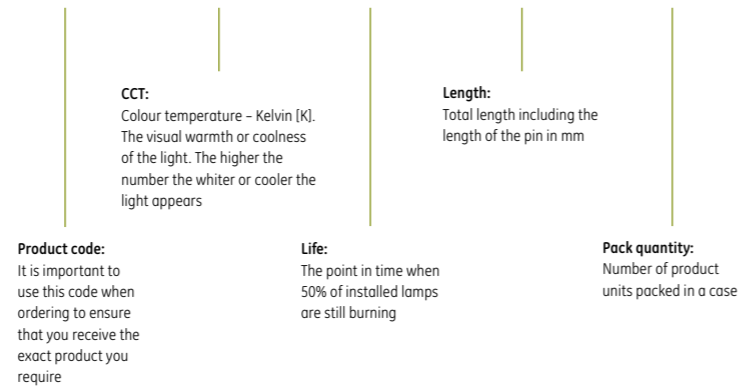 CCT:
Colour temperature – Kelvin [K].
The visual warmth or coolness
of the light. The higher the
number the whiter or cooler the
light appears
Length:
Total length including the
length of the pin in mm
Product code:
It is important to
use this code when
ordering to ensure
that you receive the
exact product you
require
Life:
The point in time when
50% of installed lamps
are still burning
Pack quantity:
Number of product
units packed in a case